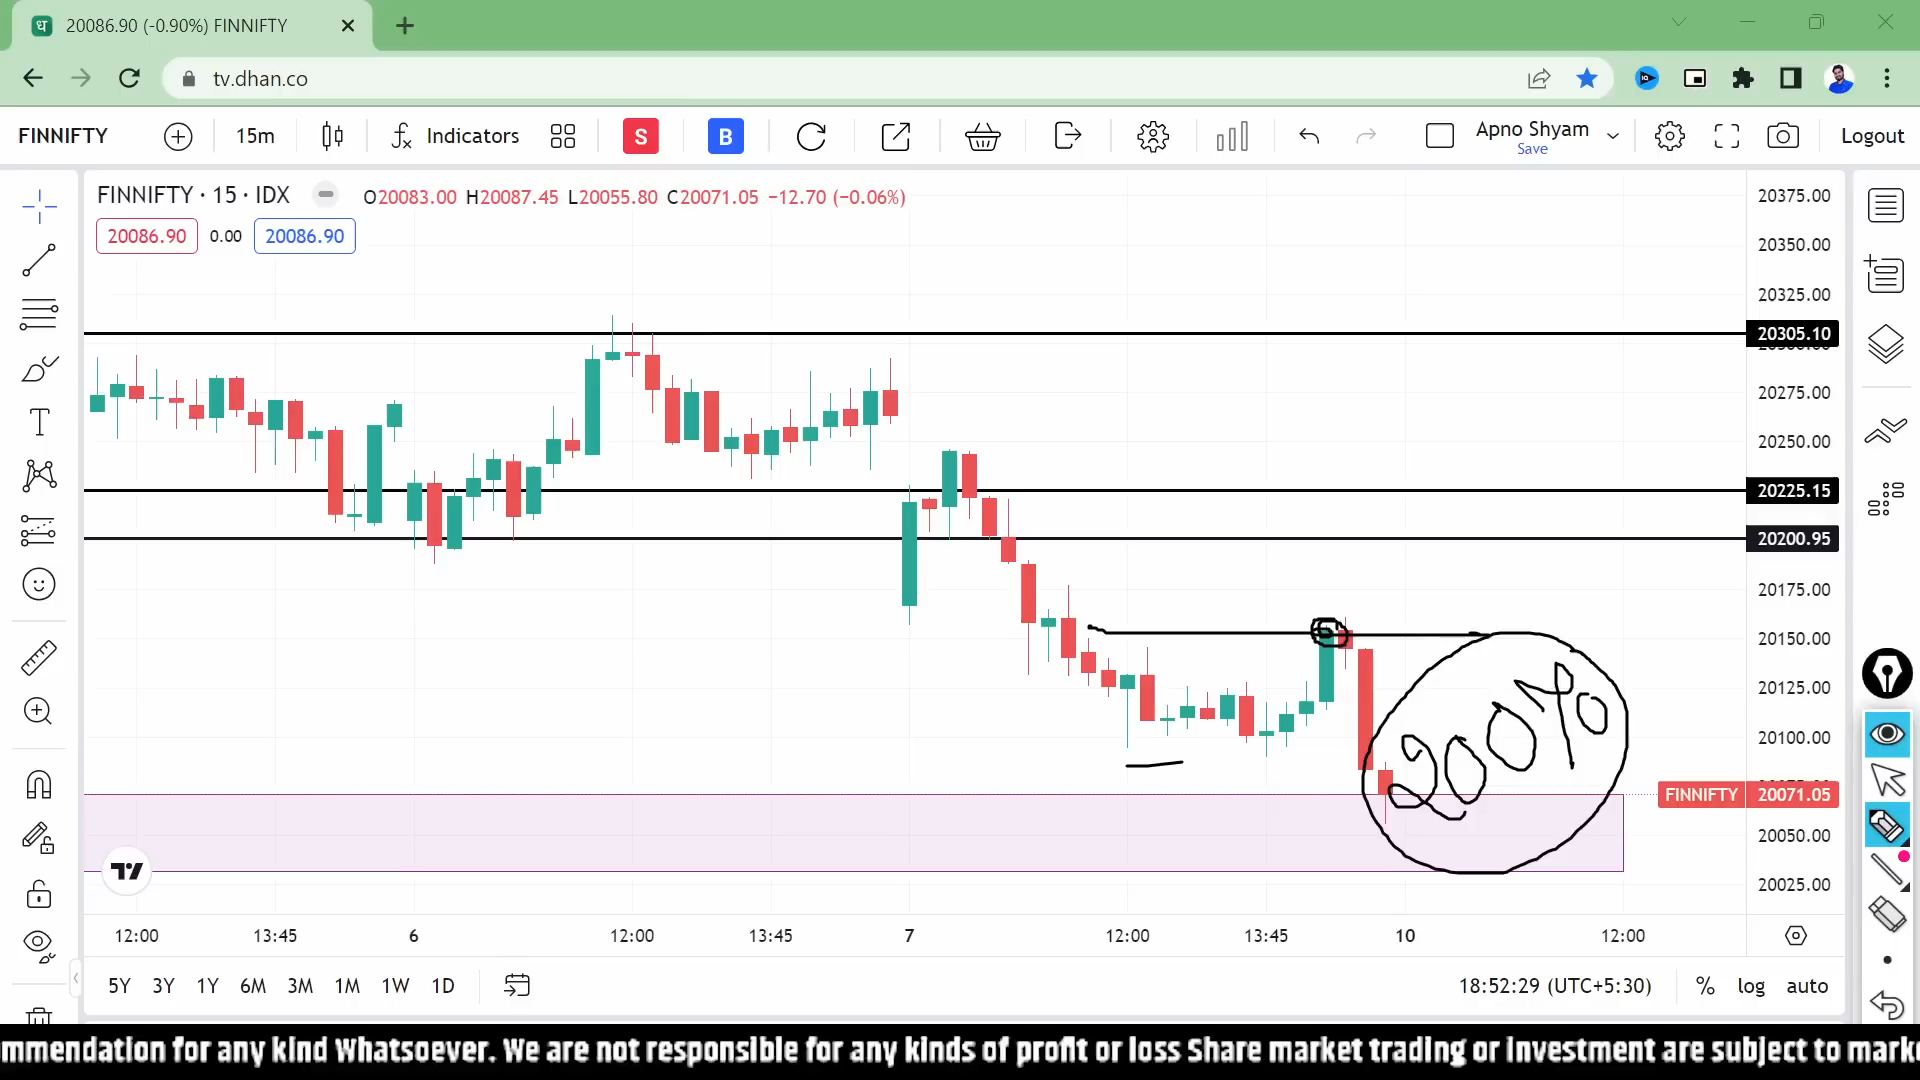 20086.90 (-0.90%) FINNIFTY
tv.dhan.co
FINNIFTY 15m Indicators S B Apno Shyam Logout
Save
FINNIFTY · 15 · IDX O20083.00 H20087.45 L20055.80 C20071.05 −12.70 (−0.06%)
20086.90 0.00 20086.90
20375.00
20350.00
20325.00
20305.10
20275.00
20250.00
20225.15
20200.95
20175.00
20150.00
20125.00
200%
20100.00
FINNIFTY 20071.05
20050.00
20025.00
12:00 13:45 6 12:00 13:45 7 12:00 13:45 10 12:00
5Y 3Y 1Y 6M 3M 1M 1W 1D 18:52:29 (UTC+5:30) % log auto
mmendation for any kind Whatsoever. We are not responsible for any kinds of profit or loss Share market trading or investment are subject to mark